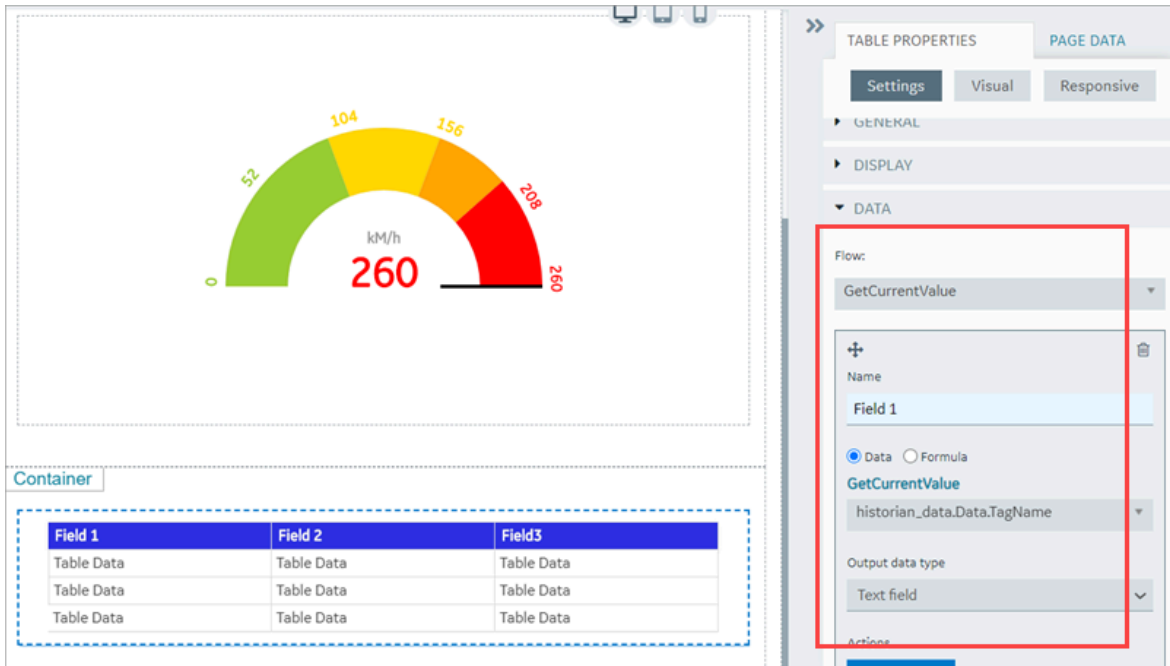 104
156
52
208
kM/h
260
0
260
Container
Field 1 Field 2 Field3
Table Data Table Data Table Data
Table Data Table Data Table Data
Table Data Table Data Table Data
TABLE PROPERTIES PAGE DATA
Settings Visual Responsive
GENERAL
DISPLAY
DATA
Flow:
GetCurrentValue
Name
Field 1
Data Formula
GetCurrentValue
historian_data.Data.TagName
Output data type
Text field
Actions